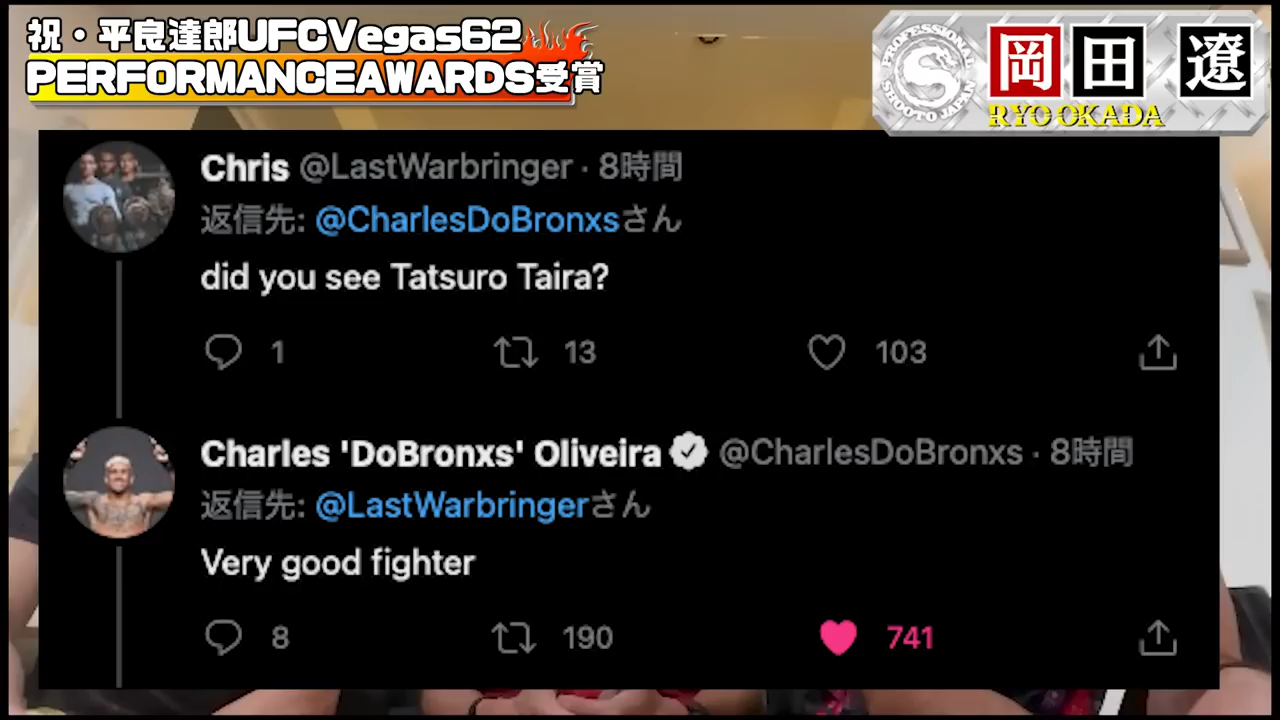 祝・平良達郎UFCVegas62
PERFORMANCEAWARDS受賞
PROFESSIONAL
SHOOTO JAPAN
岡田 遼
RYO OKADA
Chris @LastWarbringer · 8時間
返信先: @CharlesDoBronxsさん
did you see Tatsuro Taira?
1 13 103
Charles 'DoBronxs' Oliveira @CharlesDoBronxs · 8時間
返信先: @LastWarbringerさん
Very good fighter
8 190 741